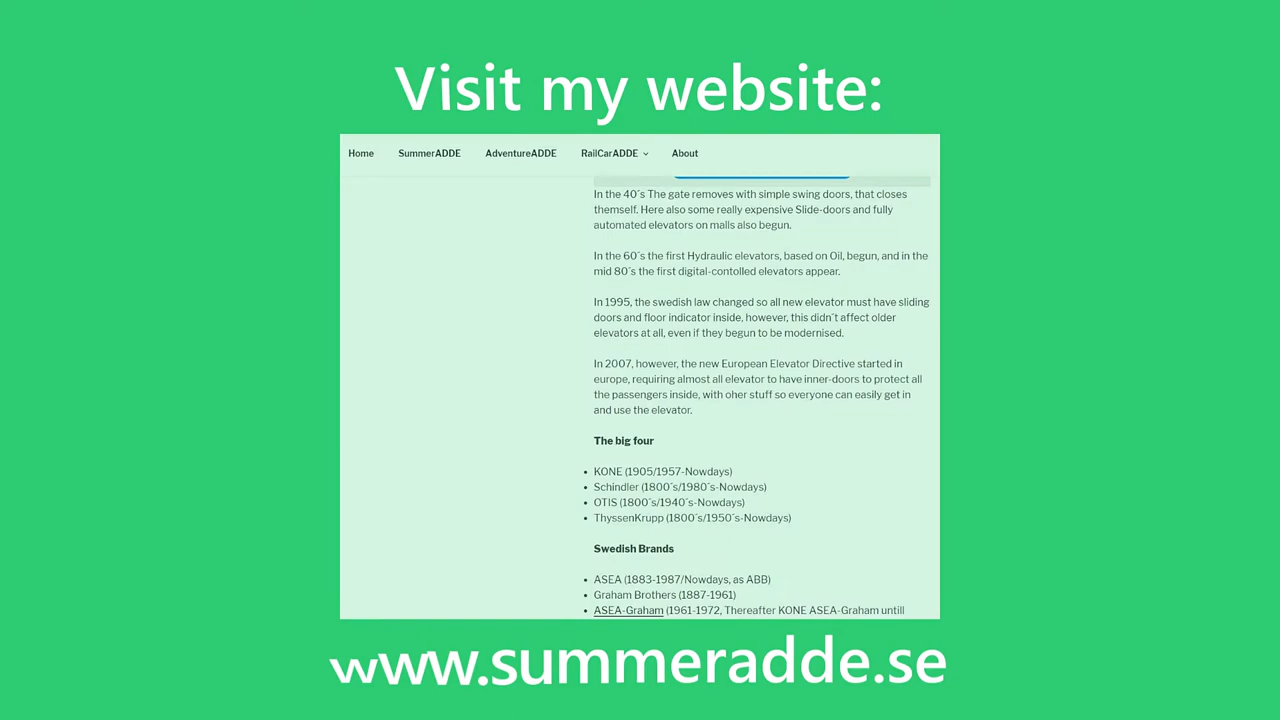 Visit my website:
Home SummerADDE AdventureADDE RailCarADDE About
In the 40´s The gate removes with simple swing doors, that closes
themself. Here also some really expensive Slide-doors and fully
automated elevators on malls also begun.
In the 60´s the first Hydraulic elevators, based on Oil, begun, and in the
mid 80´s the first digital-contolled elevators appear.
In 1995, the swedish law changed so all new elevator must have sliding
doors and floor indicator inside, however, this didn´t affect older
elevators at all, even if they begun to be modernised.
In 2007, however, the new European Elevator Directive started in
europe, requiring almost all elevator to have inner-doors to protect all
the passengers inside, with oher stuff so everyone can easily get in
and use the elevator.
The big four
• KONE (1905/1957-Nowdays)
• Schindler (1800´s/1980´s-Nowdays)
• OTIS (1800´s/1940´s-Nowdays)
• ThyssenKrupp (1800´s/1950´s-Nowdays)
Swedish Brands
• ASEA (1883-1987/Nowdays, as ABB)
• Graham Brothers (1887-1961)
• ASEA-Graham (1961-1972, Thereafter KONE ASEA-Graham untill
www.summeradde.se